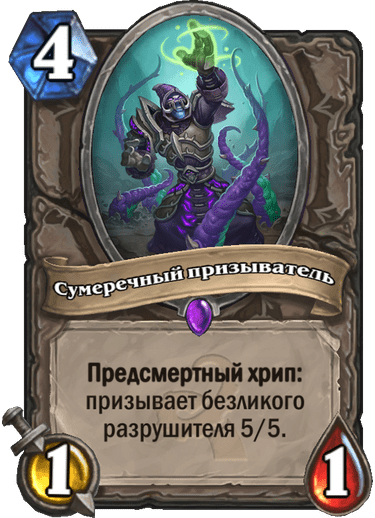 4
Сумеречный призыватель
Предсмертный хрип:
призывает безликого
разрушителя 5/5.
1
1